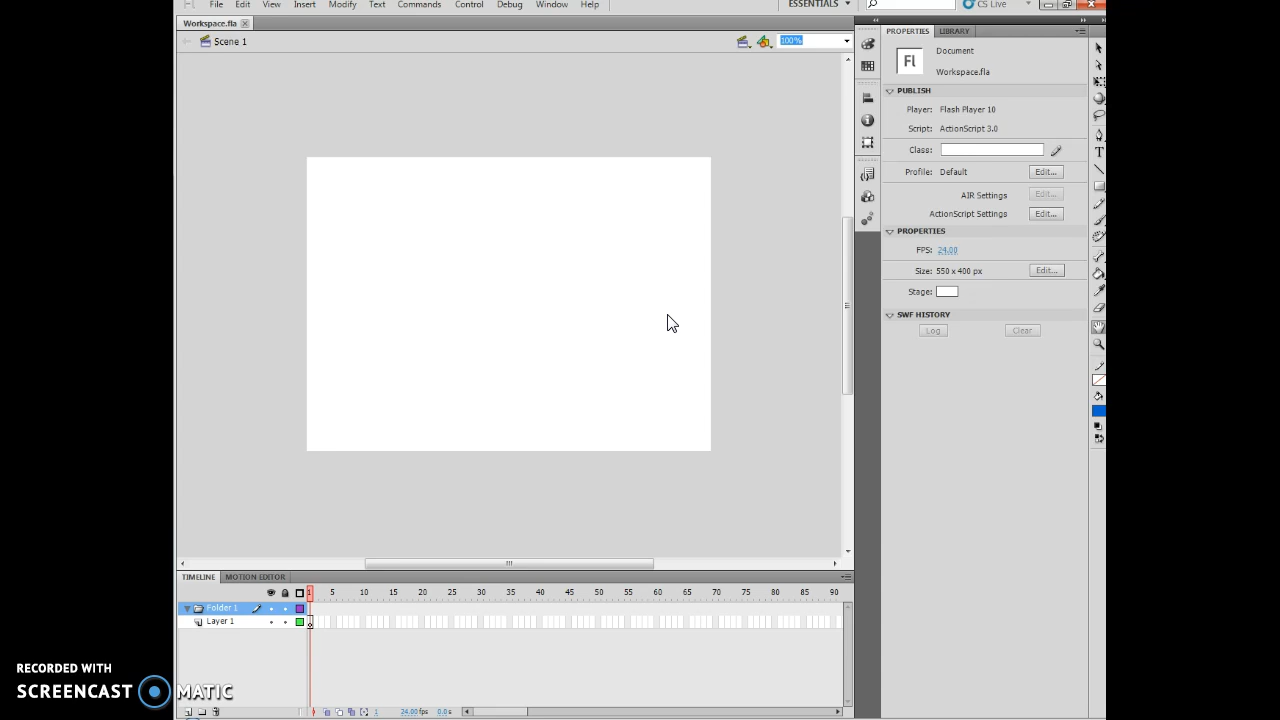 File Edit View Insert Modify Text Commands Control Debug Window Help ESSENTIALS CS Live
Workspace.fla
Scene 1 100%
PROPERTIES LIBRARY
Fl Document
Workspace.fla
PUBLISH
Player: Flash Player 10
Script: ActionScript 3.0
Class:
Profile: Default Edit...
AIR Settings Edit...
ActionScript Settings Edit...
PROPERTIES
FPS: 24.00
Size: 550 x 400 px Edit...
Stage:
SWF HISTORY
Log Clear
TIMELINE MOTION EDITOR
1 5 10 15 20 25 30 35 40 45 50 55 60 65 70 75 80 85 90
Folder 1
Layer 1
1 24.00fps 0.0s
RECORDED WITH
SCREENCAST MATIC